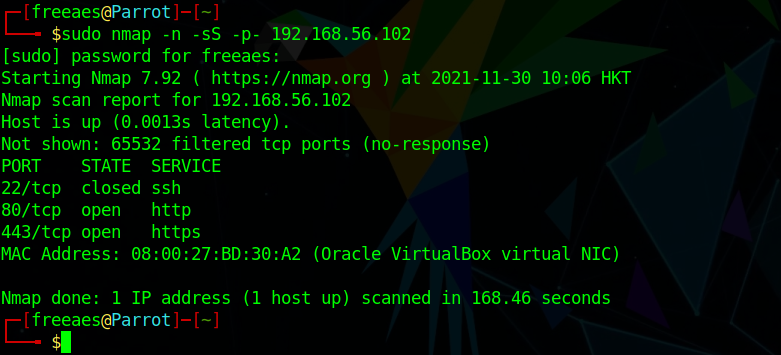 ┌─[freeaes@Parrot]─[~]
└──╼ $sudo nmap -n -sS -p- 192.168.56.102
[sudo] password for freeaes:
Starting Nmap 7.92 ( https://nmap.org ) at 2021-11-30 10:06 HKT
Nmap scan report for 192.168.56.102
Host is up (0.0013s latency).
Not shown: 65532 filtered tcp ports (no-response)
PORT    STATE  SERVICE
22/tcp  closed ssh
80/tcp  open   http
443/tcp open   https
MAC Address: 08:00:27:BD:30:A2 (Oracle VirtualBox virtual NIC)

Nmap done: 1 IP address (1 host up) scanned in 168.46 seconds
┌─[freeaes@Parrot]─[~]
└──╼ $